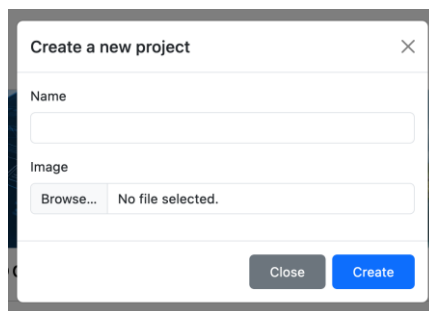 Create a new project
Name
Image
Browse... No file selected.
Close Create